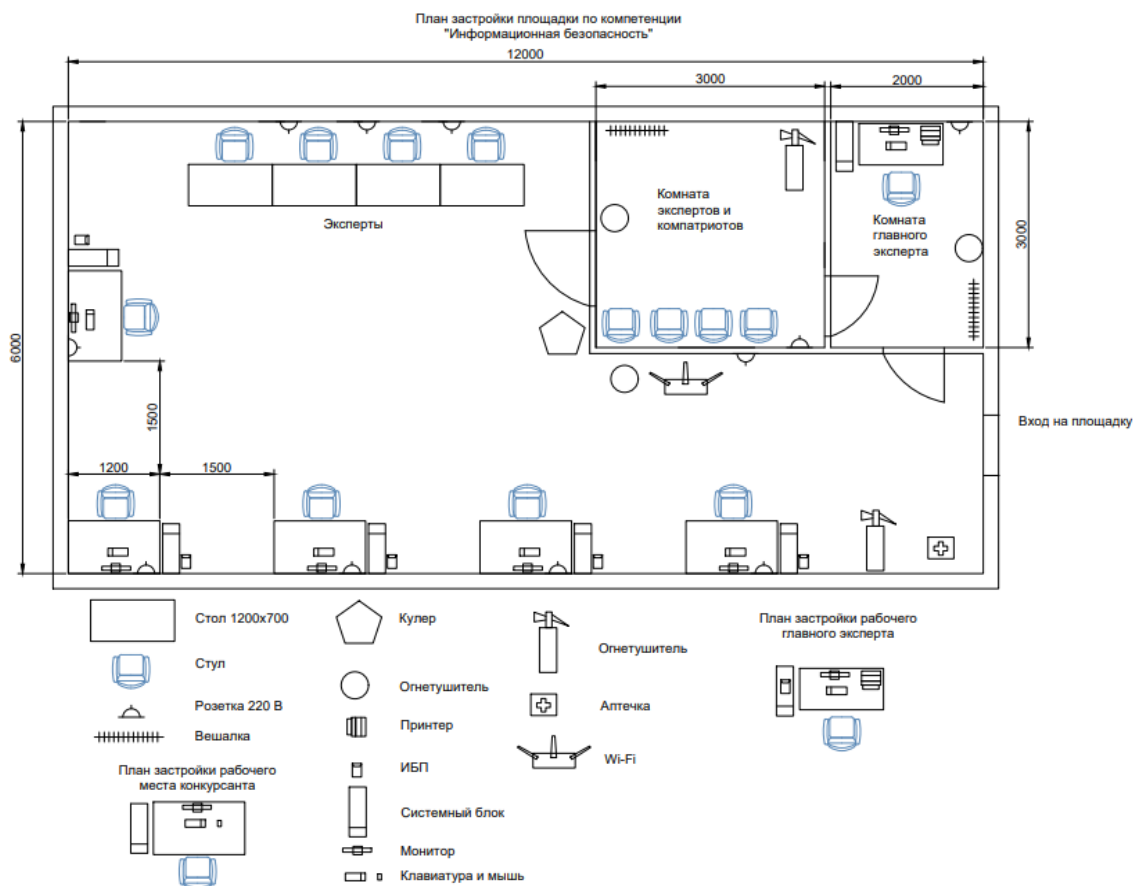 План застройки площадки по компетенции
"Информационная безопасность"
12000
3000
2000
Эксперты
Комната
экспертов и
компатриотов
Комната
главного
эксперта
3000
6000
1500
Вход на площадку
1200
1500
Стол 1200х700
Стул
Розетка 220 В
Вешалка
План застройки рабочего
места конкурсанта
Кулер
Огнетушитель
Принтер
ИБП
Системный блок
Монитор
Клавиатура и мышь
Огнетушитель
Аптечка
Wi-Fi
План застройки рабочего
главного эксперта